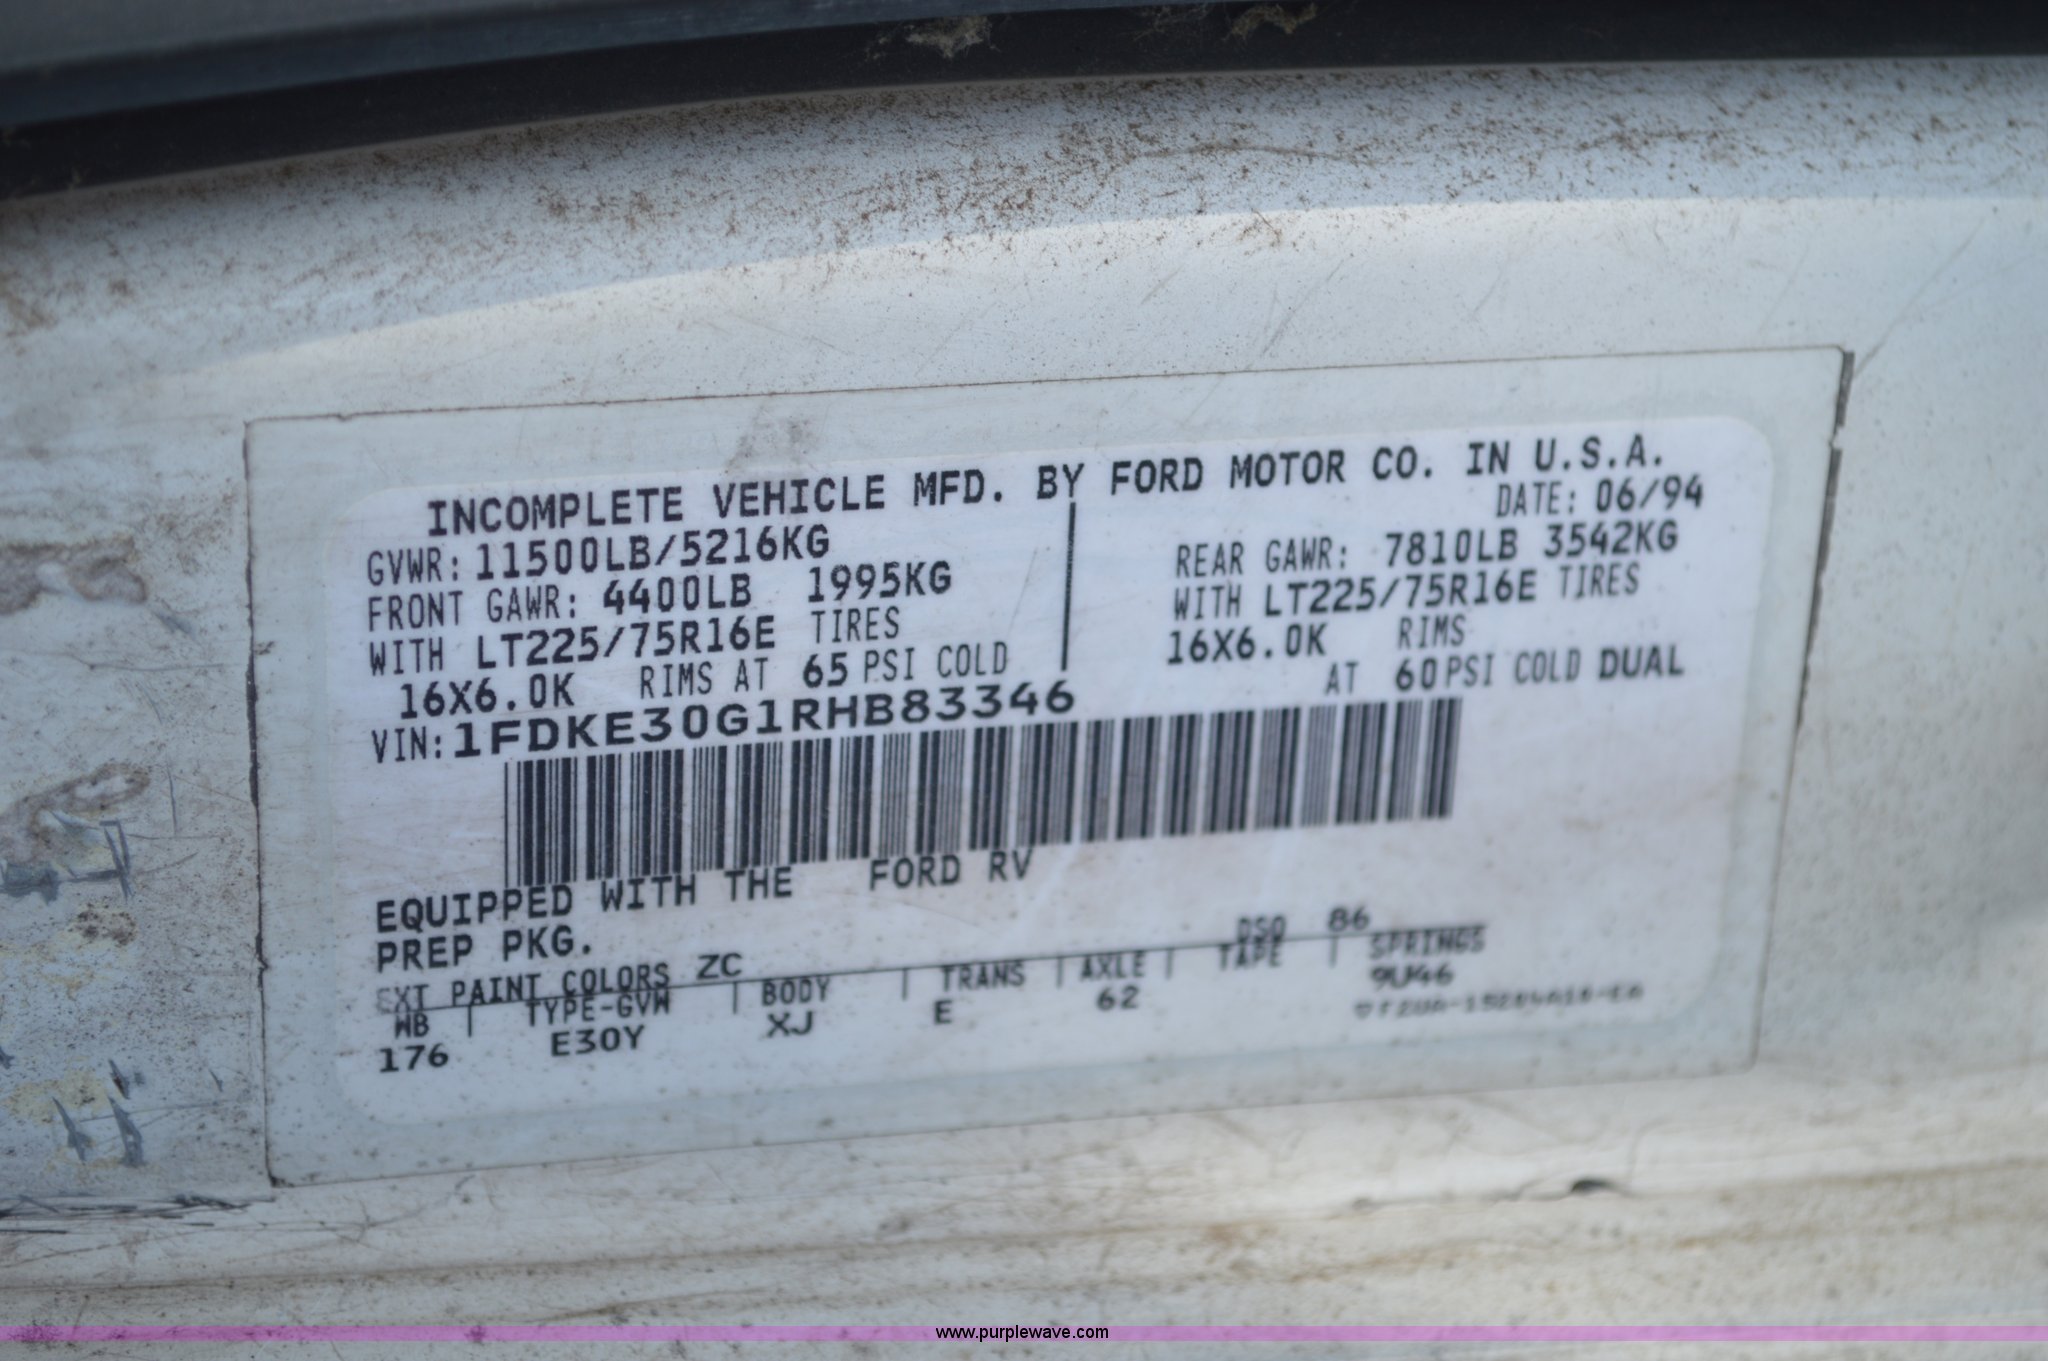 INCOMPLETE VEHICLE MFD. BY FORD MOTOR CO. IN U.S.A.
DATE: 06/94
GVWR: 11500LB/5216KG
FRONT GAWR: 4400LB 1995KG
WITH LT225/75R16E TIRES
16X6.0K RIMS AT 65 PSI COLD
REAR GAWR: 7810LB 3542KG
WITH LT225/75R16E TIRES
16X6.0K RIMS
AT 60 PSI COLD DUAL
VIN: 1FDKE30G1RHB83346
EQUIPPED WITH THE FORD RV
PREP PKG.
DSO 86
EXT PAINT COLORS ZC
WB | TYPE-GVW | BODY | TRANS | AXLE | TAPE | SPRINGS
176 E30Y XJ E 62 9U46
www.purplewave.com